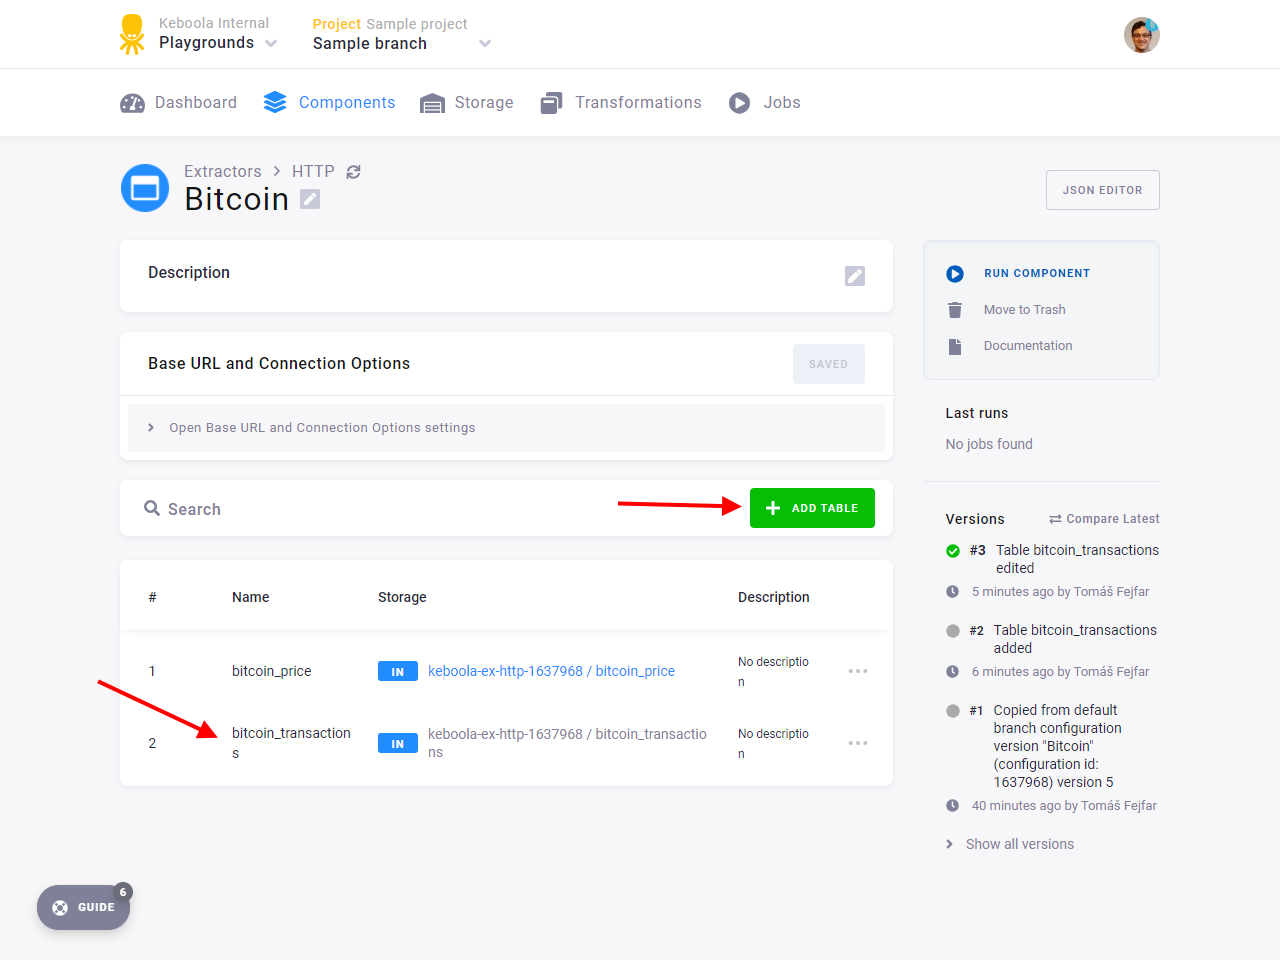 Keboola Internal
Playgrounds
Project Sample project
Sample branch
Dashboard
Components
Storage
Transformations
Jobs
Extractors > HTTP
Bitcoin
JSON EDITOR
Description
Base URL and Connection Options
SAVED
Open Base URL and Connection Options settings
Search
ADD TABLE
# Name Storage Description
1 bitcoin_price IN keboola-ex-http-1637968 / bitcoin_price No descriptio
n
2 bitcoin_transaction
s
IN keboola-ex-http-1637968 / bitcoin_transactio
ns
No descriptio
n
RUN COMPONENT
Move to Trash
Documentation
Last runs
No jobs found
Versions
Compare Latest
#3 Table bitcoin_transactions
edited
5 minutes ago by Tomáš Fejfar
#2 Table bitcoin_transactions
added
6 minutes ago by Tomáš Fejfar
#1 Copied from default
branch configuration
version "Bitcoin"
(configuration id:
1637968) version 5
40 minutes ago by Tomáš Fejfar
Show all versions
GUIDE
6